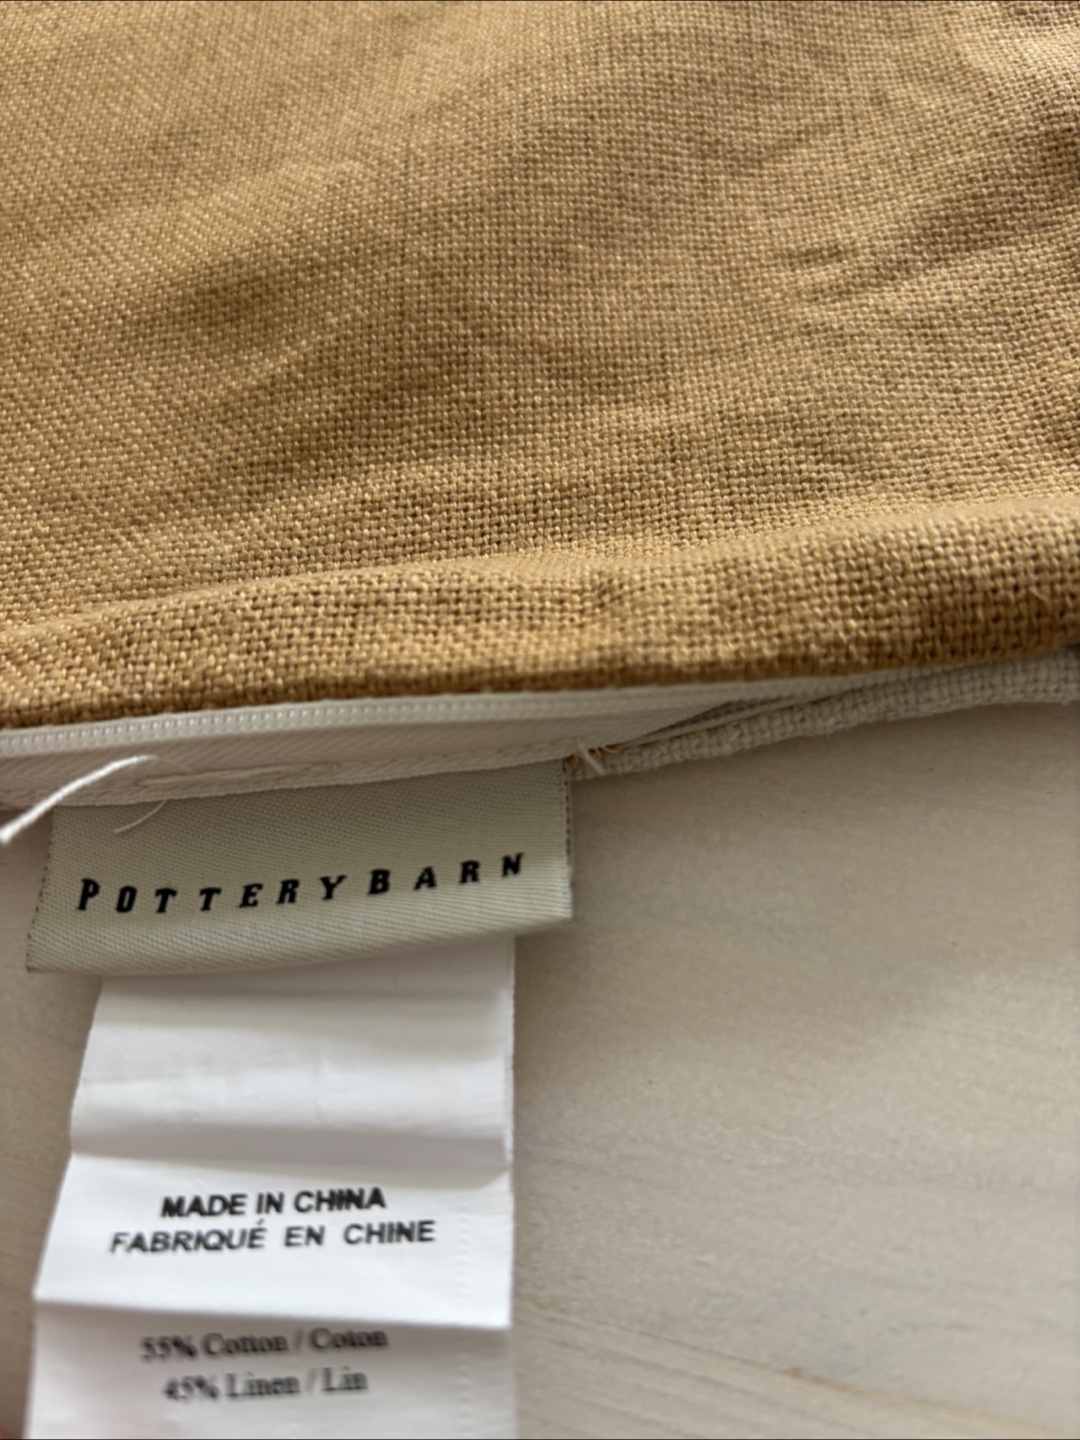 POTTERYBARN
MADE IN CHINA
FABRIQUÉ EN CHINE
55% Cotton / Coton
45% Linen / Lin